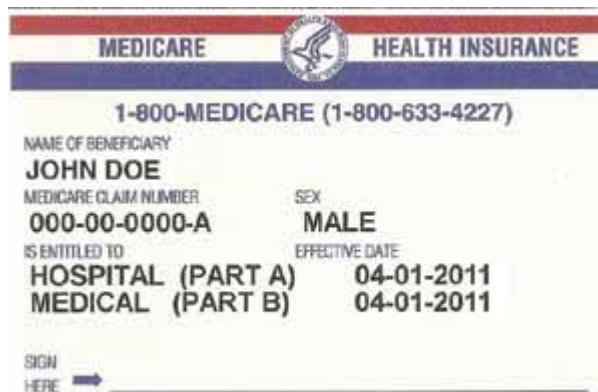 MEDICARE HEALTH INSURANCE
1-800-MEDICARE (1-800-633-4227)
NAME OF BENEFICIARY
JOHN DOE
MEDICARE CLAIM NUMBER SEX
000-00-0000-A MALE
IS ENTITLED TO EFFECTIVE DATE
HOSPITAL (PART A) 04-01-2011
MEDICAL (PART B) 04-01-2011
SIGN
HERE